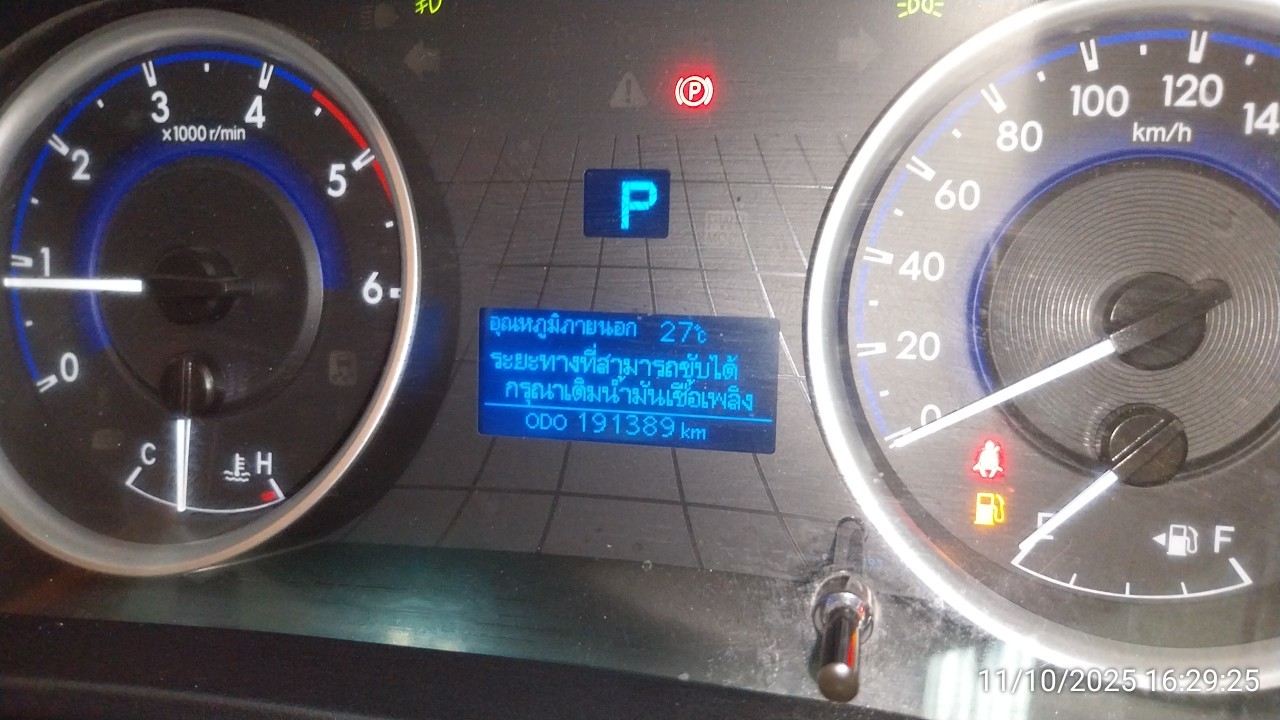 3 4
x1000 r/min
2 5
1 6
0
C H
P
P
อุณหภูมิภายนอก 27℃
ระยะทางที่สามารถขับได้
กรุณาเติมน้ำมันเชื้อเพลิง
ODO 191389 km
100 120 14
80 km/h
60
40
20
0
E F
11/10/2025 16:29:25